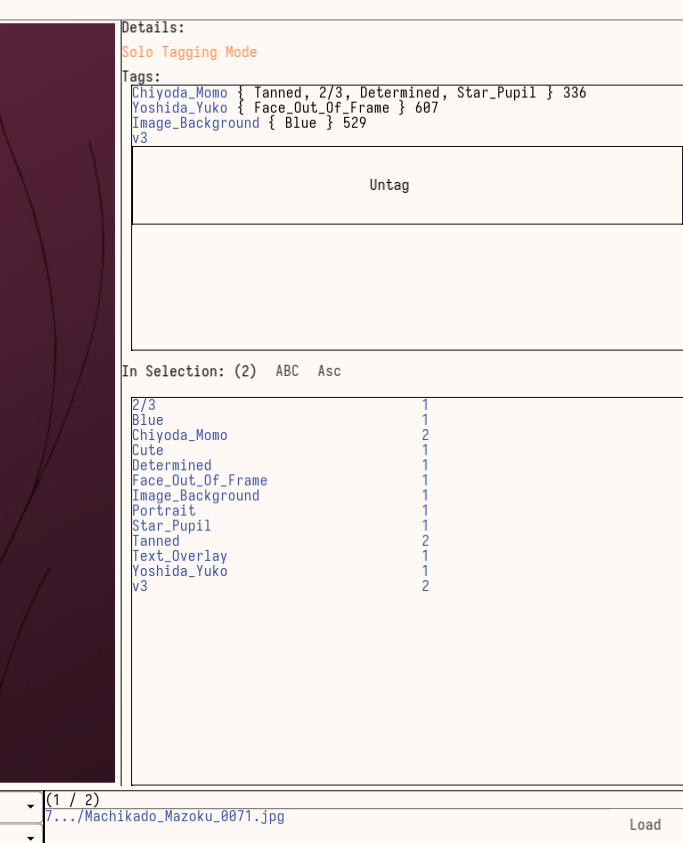 Details:
Solo Tagging Mode
Tags:
Chiyoda_Momo { Tanned, 2/3, Determined, Star_Pupil } 336
Yoshida_Yuko { Face_Out_Of_Frame } 607
Image_Background { Blue } 529
v3
Untag
In Selection: (2) ABC Asc
2/3 1
Blue 1
Chiyoda_Momo 2
Cute 1
Determined 1
Face_Out_Of_Frame 1
Image_Background 1
Portrait 1
Star_Pupil 1
Tanned 2
Text_Overlay 1
Yoshida_Yuko 1
v3 2
(1 / 2)
7.../Machikado_Mazoku_0071.jpg
Load